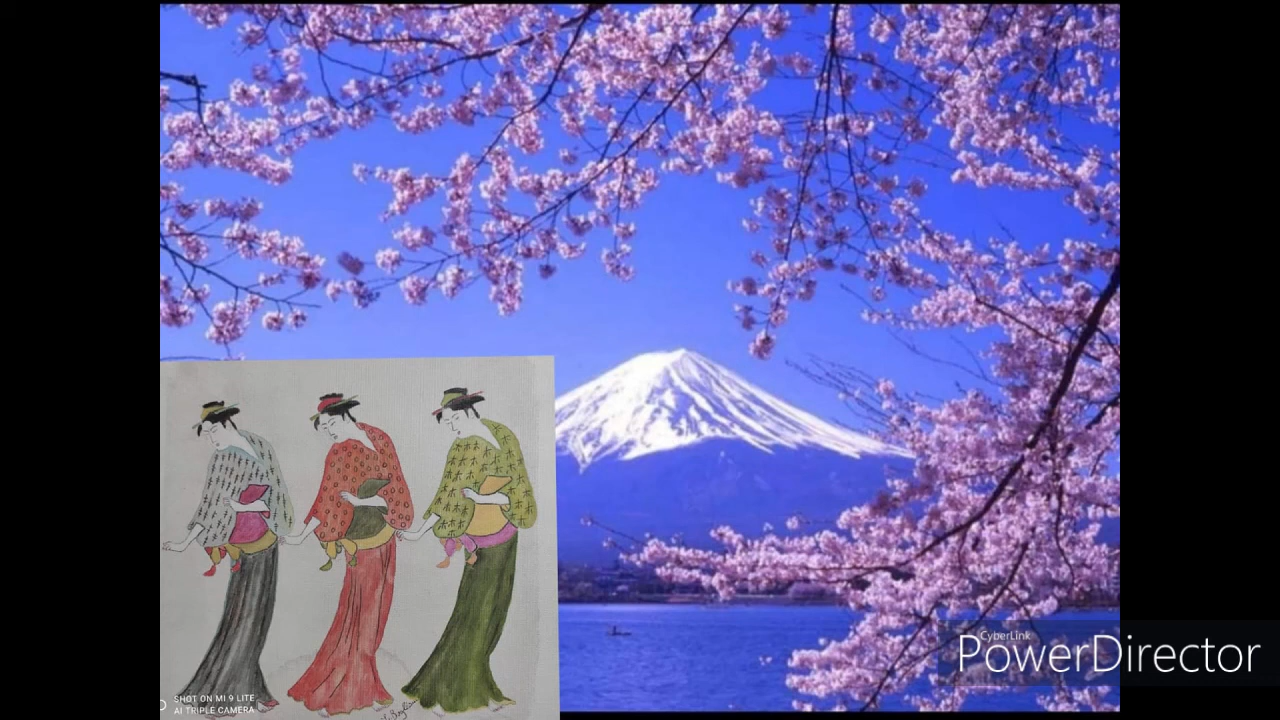 SHOT ON MI 9 LITE
AI TRIPLE CAMERA
CyberLink
PowerDirector